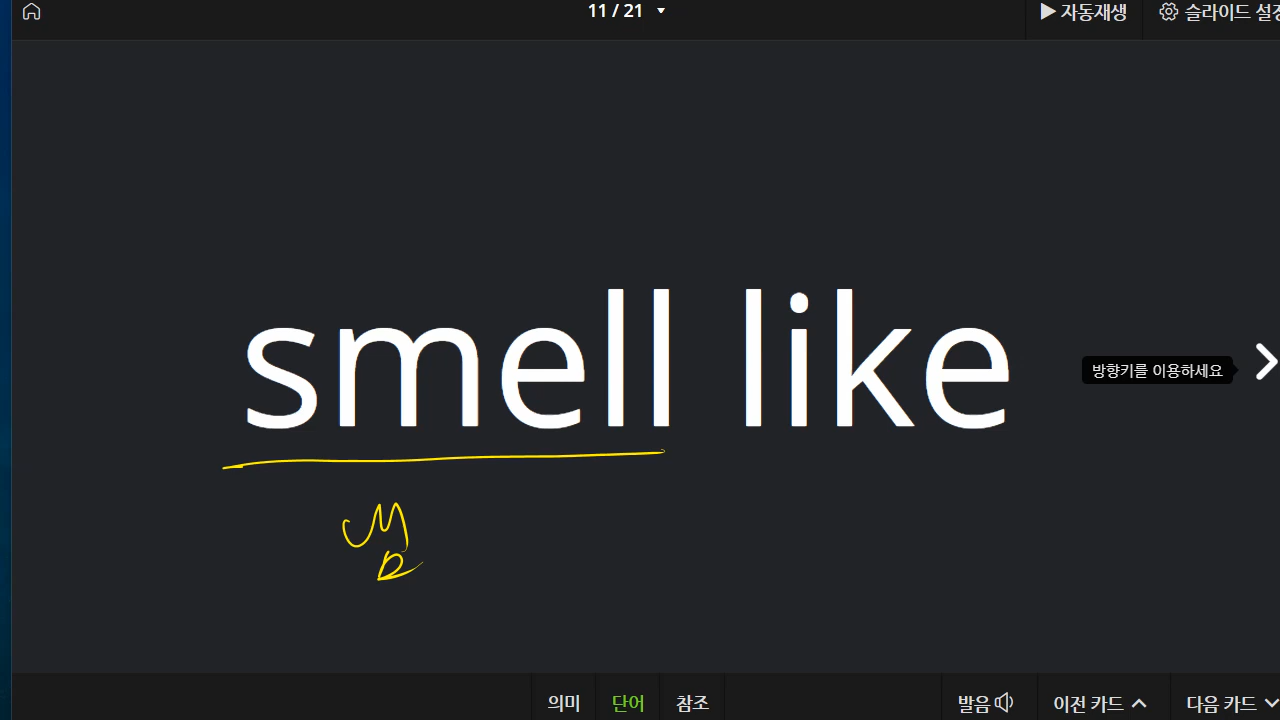 11 / 21
자동재생
슬라이드 설정
smell like
방향키를 이용하세요
의미
단어
참조
발음
이전 카드
다음 카드